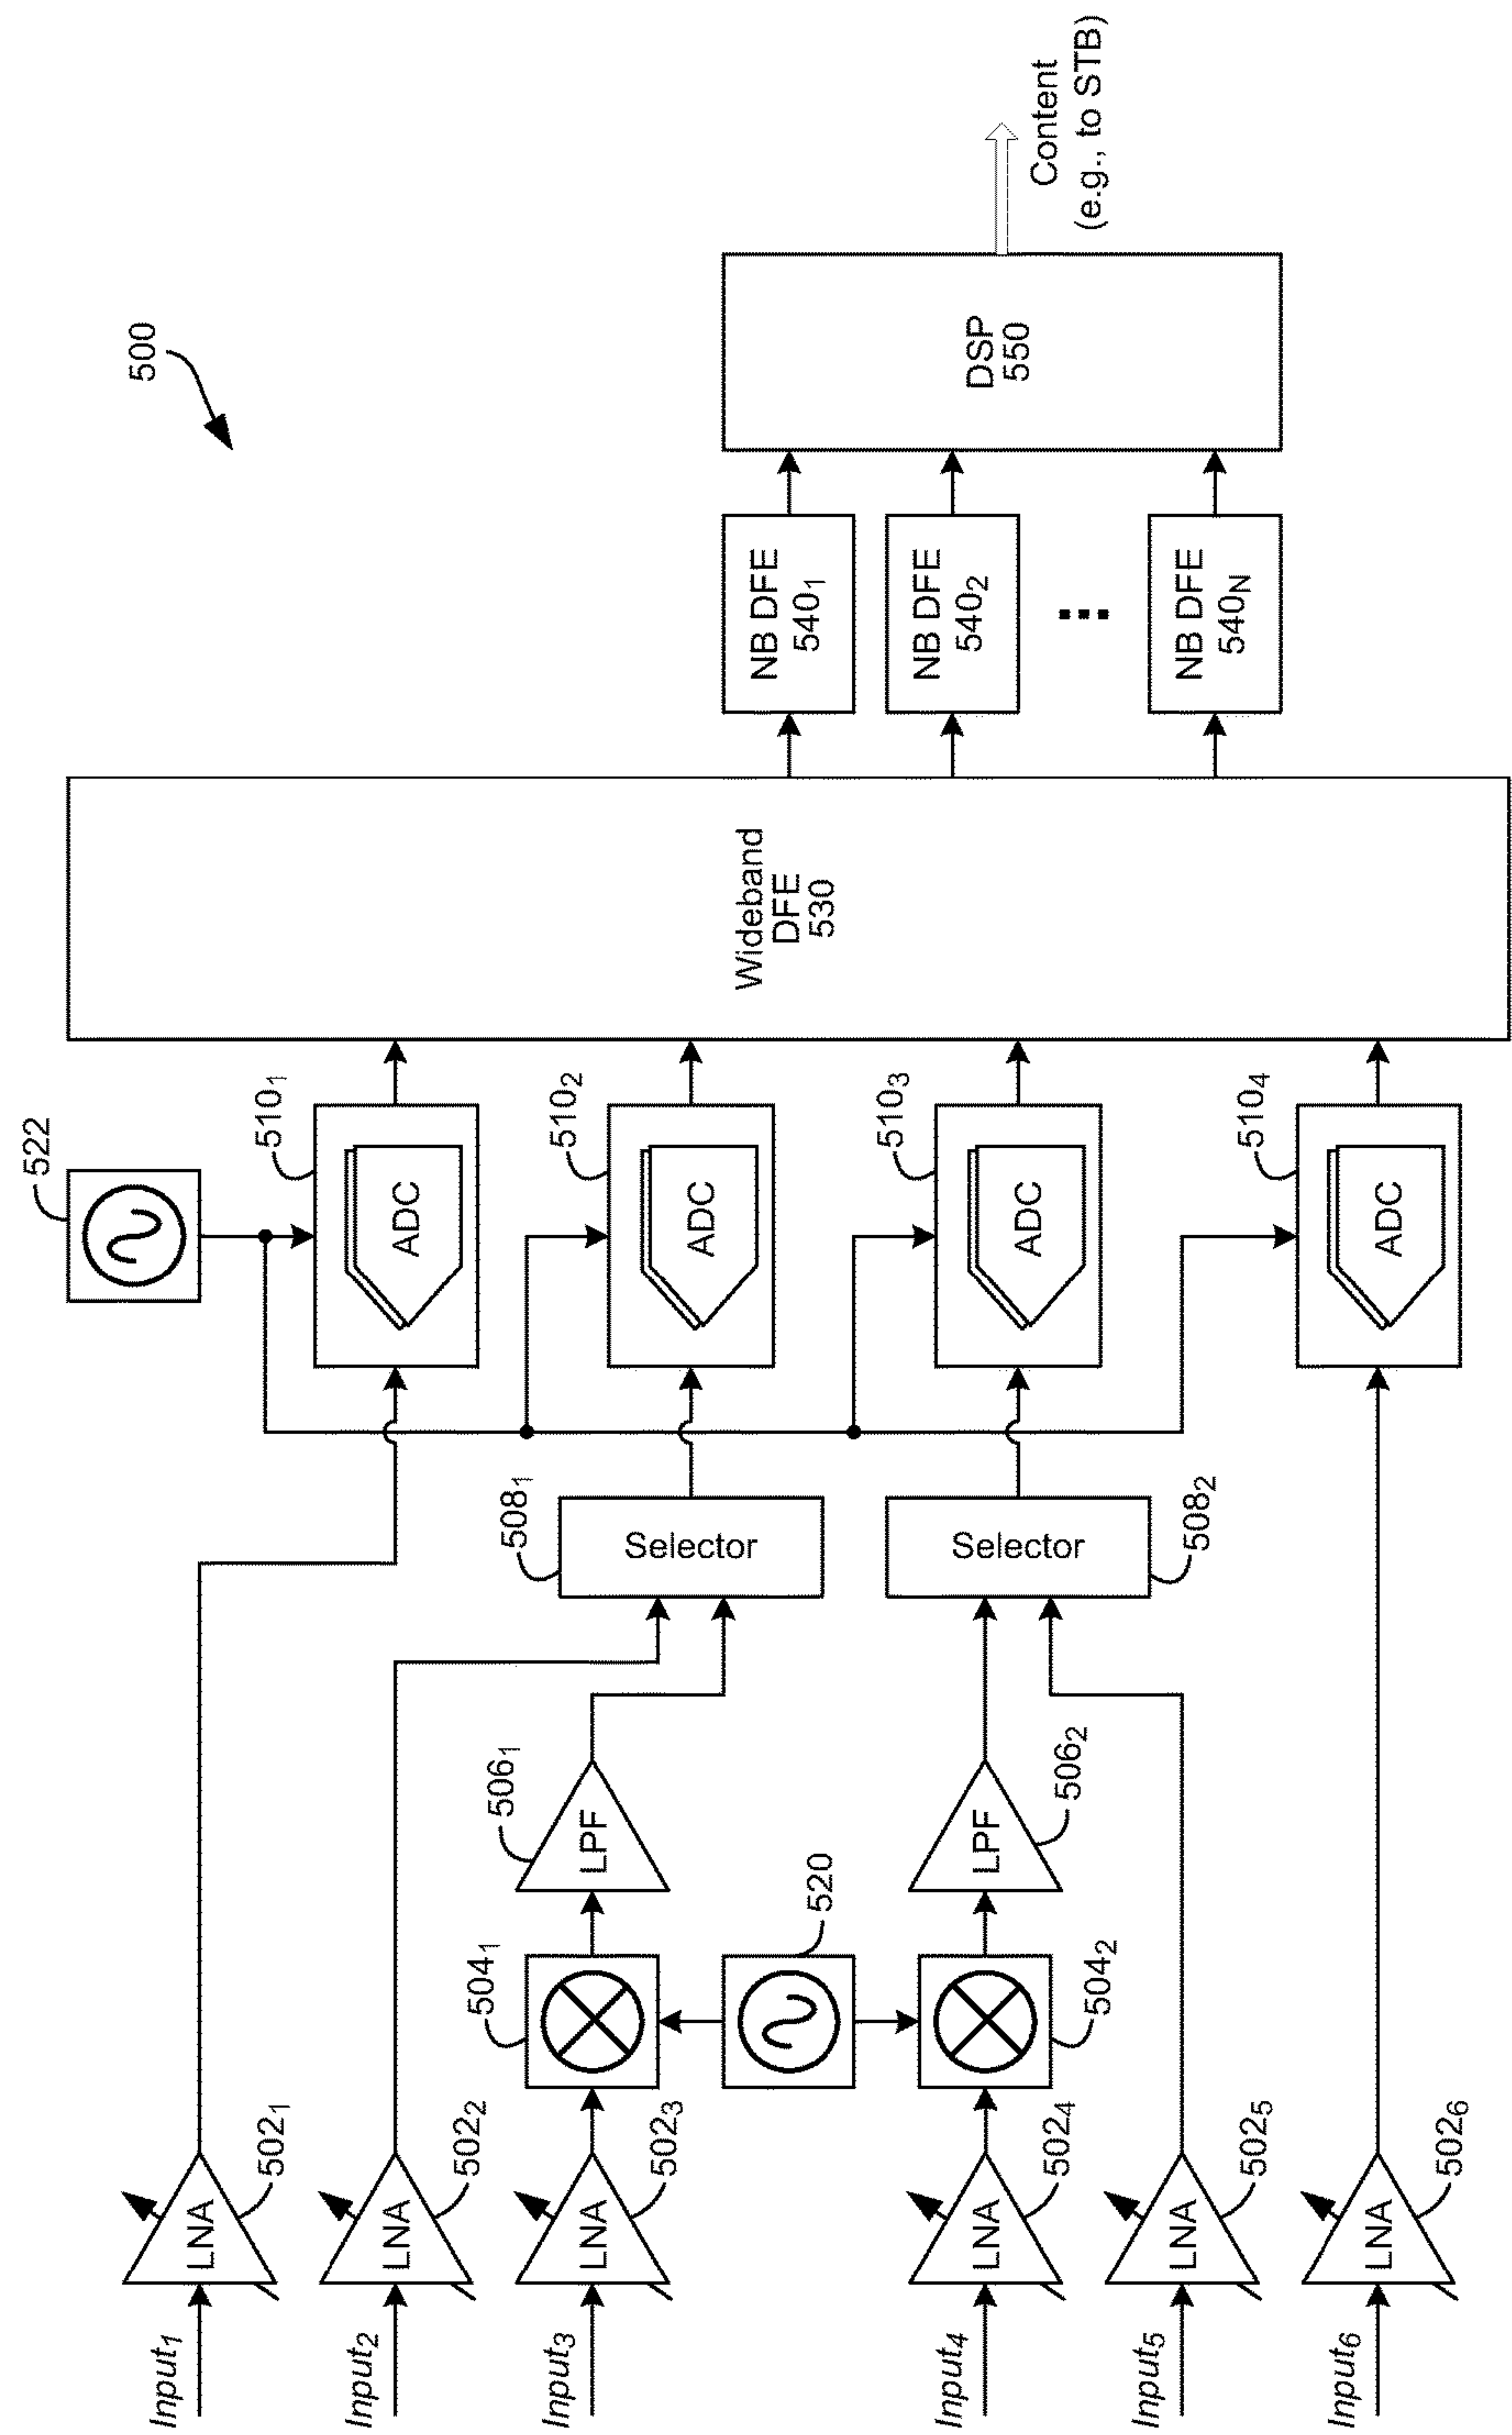 500
522
Input1
LNA
5021
Input2
LNA
5022
Input3
LNA
5023
Input4
LNA
5024
Input5
LNA
5025
Input6
LNA
5026
5041
520
5042
LPF
5061
LPF
5062
Selector
5081
Selector
5082
ADC
5101
ADC
5102
ADC
5103
ADC
5104
Wideband
DFE
530
NB DFE
5401
NB DFE
5402
...
NB DFE
540N
DSP
550
Content
(e.g., to STB)